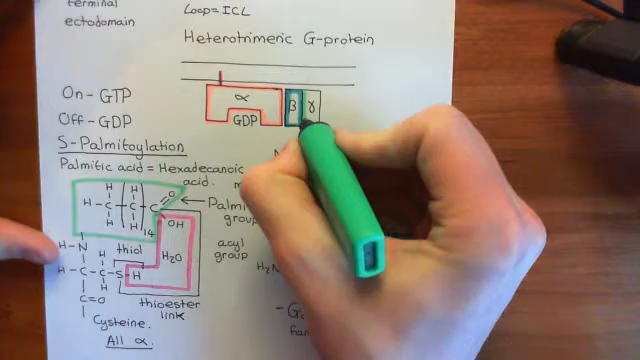 terminal
ectodomain
Loop=ICL
Heterotrimeric G-protein
α
β γ
GDP
On- GTP
Off- GDP
S-Palmitoylation
Palmitic acid = Hexadecanoic
acid.
H H
H-C-C-C=O
H H
14
OH
group
acyl
group
H-N
thiol
H
H-C-C-S-H
H
H2O
C=O
thioester
link
Cysteine.
All α.
H2N